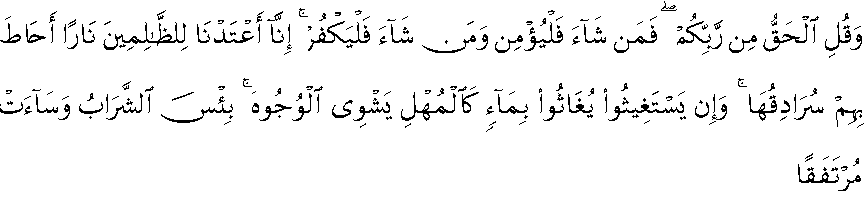 وَقُلِ ٱلْحَقُّ مِن رَّبِّكُمْ ۖ فَمَن شَآءَ فَلْيُؤْمِن وَمَن شَآءَ فَلْيَكْفُرْ ۚ إِنَّآ أَعْتَدْنَا لِلظَّـٰلِمِينَ نَارًا أَحَاطَ
بِهِمْ سُرَادِقُهَا ۚ وَإِن يَسْتَغِيثُوا۟ يُغَاثُوا۟ بِمَآءٍ كَٱلْمُهْلِ يَشْوِى ٱلْوُجُوهَ ۚ بِئْسَ ٱلشَّرَابُ وَسَآءَتْ
مُرْتَفَقًا